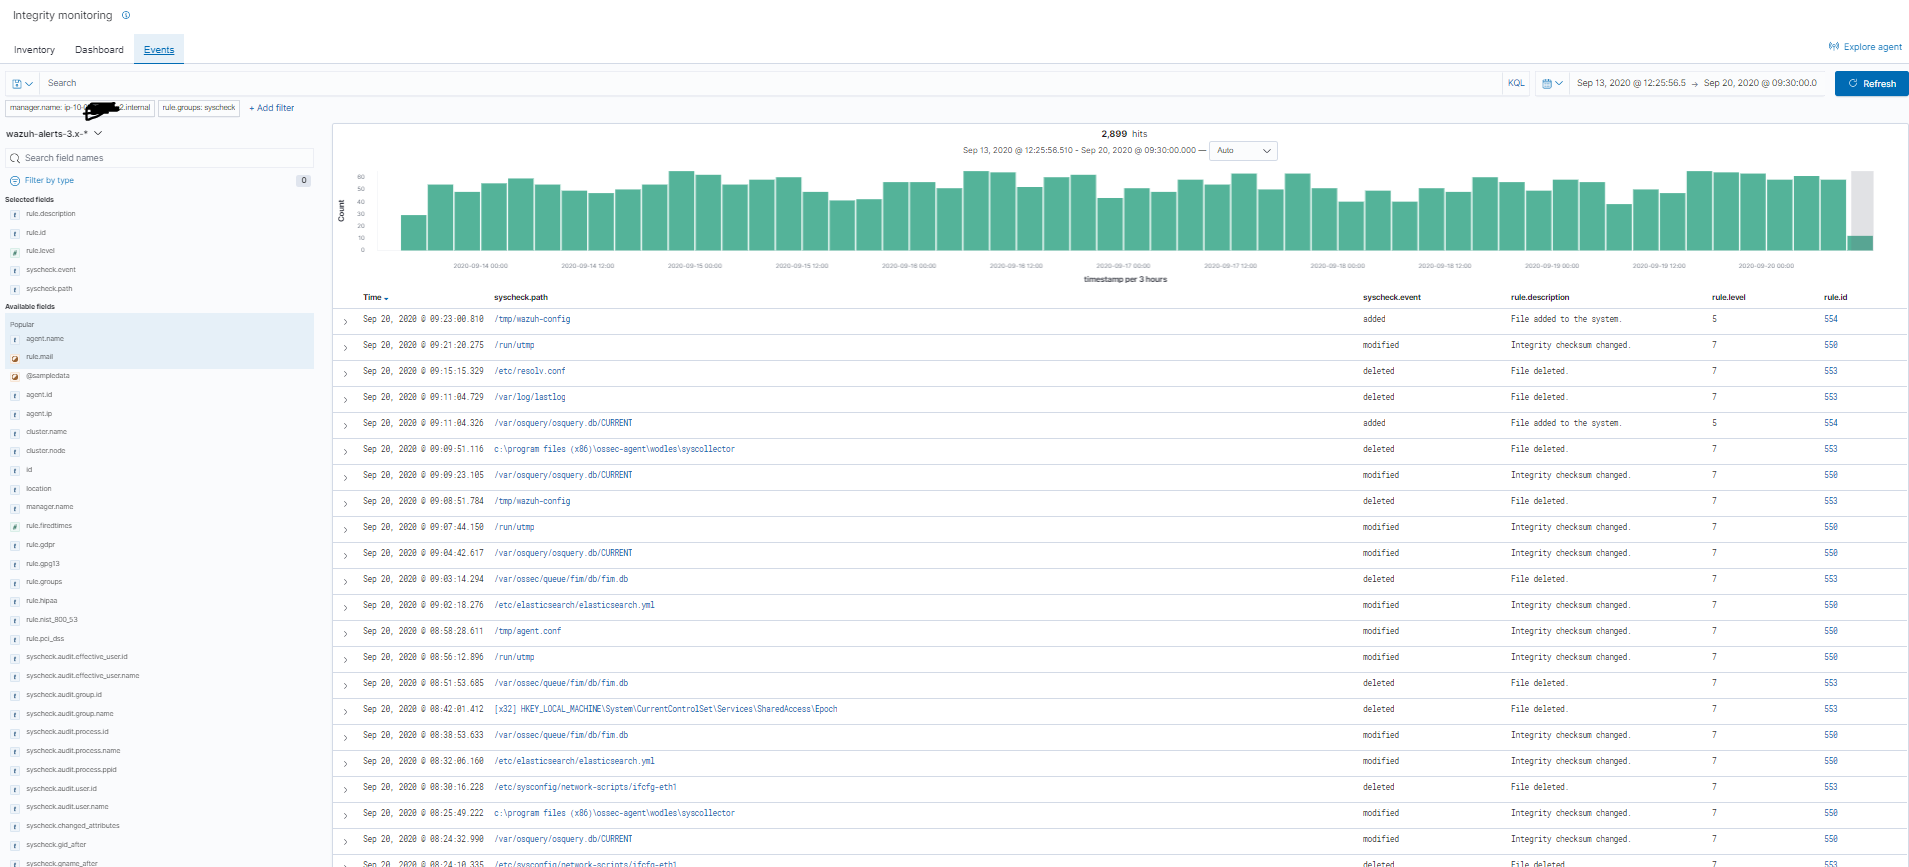 Integrity monitoring
Inventory Dashboard Events
Explore agent
Search KQL Sep 13, 2020 @ 12:25:56.5 → Sep 20, 2020 @ 09:30:00.0 Refresh
manager.name: ip-10- 2.internal rule.groups: syscheck + Add filter
wazuh-alerts-3.x-*
Search field names
Filter by type 0
Selected fields
t rule.description
t rule.id
# rule.level
t syscheck.event
t syscheck.path
Available fields
Popular
t agent.name
rule.mail
@sampledata
t agent.id
t agent.ip
t cluster.name
t cluster.node
t id
t location
t manager.name
# rule.firedtimes
t rule.gdpr
t rule.gpg13
t rule.groups
t rule.hipaa
t rule.nist_800_53
t rule.pci_dss
t syscheck.audit.effective_user.id
t syscheck.audit.effective_user.name
t syscheck.audit.group.id
t syscheck.audit.group.name
t syscheck.audit.process.id
t syscheck.audit.process.name
t syscheck.audit.process.ppid
t syscheck.audit.user.id
t syscheck.audit.user.name
t syscheck.changed_attributes
t syscheck.gid_after
t syscheck.gname_after
2,899 hits
Sep 13, 2020 @ 12:25:56.510 - Sep 20, 2020 @ 09:30:00.000 — Auto
Count
60
50
40
30
20
10
0
2020-09-14 00:00 2020-09-14 12:00 2020-09-15 00:00 2020-09-15 12:00 2020-09-16 00:00 2020-09-16 12:00 2020-09-17 00:00 2020-09-17 12:00 2020-09-18 00:00 2020-09-18 12:00 2020-09-19 00:00 2020-09-19 12:00 2020-09-20 00:00
timestamp per 3 hours
Time syscheck.path syscheck.event rule.description rule.level rule.id
Sep 20, 2020 @ 09:23:00.810 /tmp/wazuh-config added File added to the system. 5 554
Sep 20, 2020 @ 09:21:20.275 /run/utmp modified Integrity checksum changed. 7 550
Sep 20, 2020 @ 09:15:15.329 /etc/resolv.conf deleted File deleted. 7 553
Sep 20, 2020 @ 09:11:04.729 /var/log/lastlog deleted File deleted. 7 553
Sep 20, 2020 @ 09:11:04.326 /var/osquery/osquery.db/CURRENT added File added to the system. 5 554
Sep 20, 2020 @ 09:09:51.116 c:\program files (x86)\ossec-agent\wodles\syscollector deleted File deleted. 7 553
Sep 20, 2020 @ 09:09:23.105 /var/osquery/osquery.db/CURRENT modified Integrity checksum changed. 7 550
Sep 20, 2020 @ 09:08:51.784 /tmp/wazuh-config deleted File deleted. 7 553
Sep 20, 2020 @ 09:07:44.150 /run/utmp modified Integrity checksum changed. 7 550
Sep 20, 2020 @ 09:04:42.617 /var/osquery/osquery.db/CURRENT modified Integrity checksum changed. 7 550
Sep 20, 2020 @ 09:03:14.294 /var/ossec/queue/fim/db/fim.db deleted File deleted. 7 553
Sep 20, 2020 @ 09:02:18.276 /etc/elasticsearch/elasticsearch.yml modified Integrity checksum changed. 7 550
Sep 20, 2020 @ 08:58:28.611 /tmp/agent.conf modified Integrity checksum changed. 7 550
Sep 20, 2020 @ 08:56:12.896 /run/utmp modified Integrity checksum changed. 7 550
Sep 20, 2020 @ 08:51:53.685 /var/ossec/queue/fim/db/fim.db deleted File deleted. 7 553
Sep 20, 2020 @ 08:42:01.412 [x32] HKEY_LOCAL_MACHINE\System\CurrentControlSet\Services\SharedAccess\Epoch deleted File deleted. 7 553
Sep 20, 2020 @ 08:38:53.633 /var/ossec/queue/fim/db/fim.db modified Integrity checksum changed. 7 550
Sep 20, 2020 @ 08:32:06.160 /etc/elasticsearch/elasticsearch.yml modified Integrity checksum changed. 7 550
Sep 20, 2020 @ 08:30:16.228 /etc/sysconfig/network-scripts/ifcfg-eth1 deleted File deleted. 7 553
Sep 20, 2020 @ 08:25:49.222 c:\program files (x86)\ossec-agent\wodles\syscollector modified Integrity checksum changed. 7 550
Sep 20, 2020 @ 08:24:32.990 /var/osquery/osquery.db/CURRENT modified Integrity checksum changed. 7 550
Sep 20, 2020 @ 08:24:10.335 /etc/sysconfig/network-scripts/ifcfg-eth1 deleted File deleted. 7 553